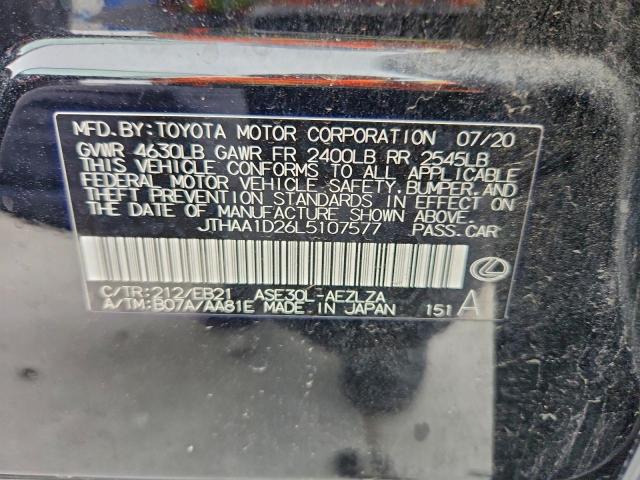 MFD.BY:TOYOTA MOTOR CORPORATION 07/20
GVWR 4630LB GAWR FR 2400LB RR 2545LB
THIS VEHICLE CONFORMS TO ALL APPLICABLE
FEDERAL MOTOR VEHICLE SAFETY, BUMPER, AND
THEFT PREVENTION STANDARDS IN EFFECT ON
THE DATE OF MANUFACTURE SHOWN ABOVE.
JTHAA1D26L5107577 PASS.CAR
C/TR:212/EB21 ASE30L-AEZLZA
A/TM:B07A/AA81E MADE IN JAPAN 151 A